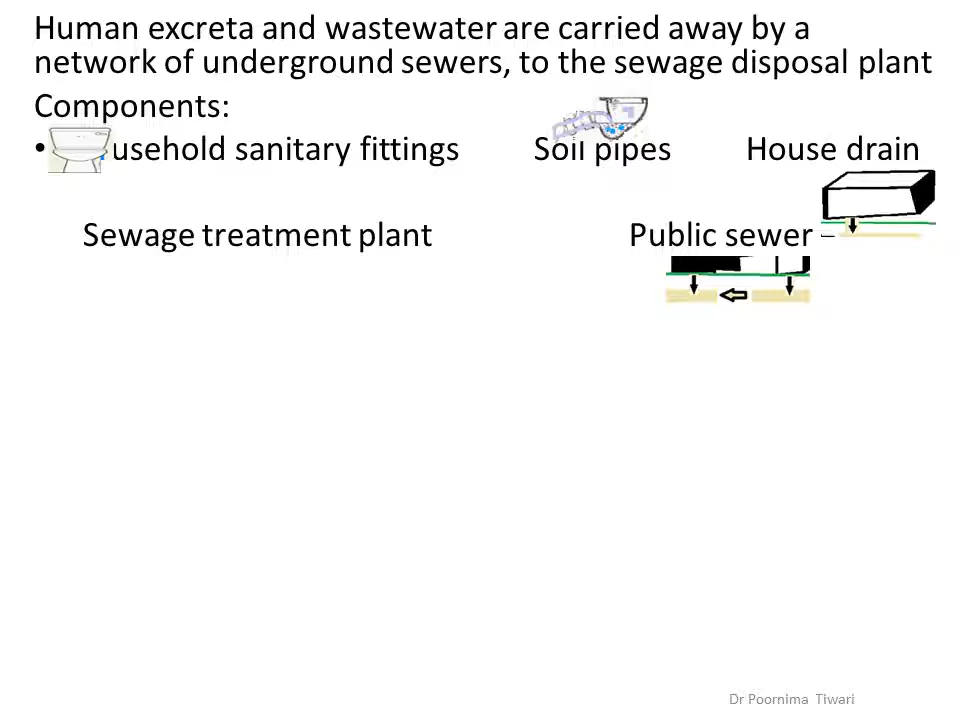 Human excreta and wastewater are carried away by a
network of underground sewers, to the sewage disposal plant
Components:
• usehold sanitary fittings Soil pipes House drain
Sewage treatment plant Public sewer –
Dr Poornima Tiwari